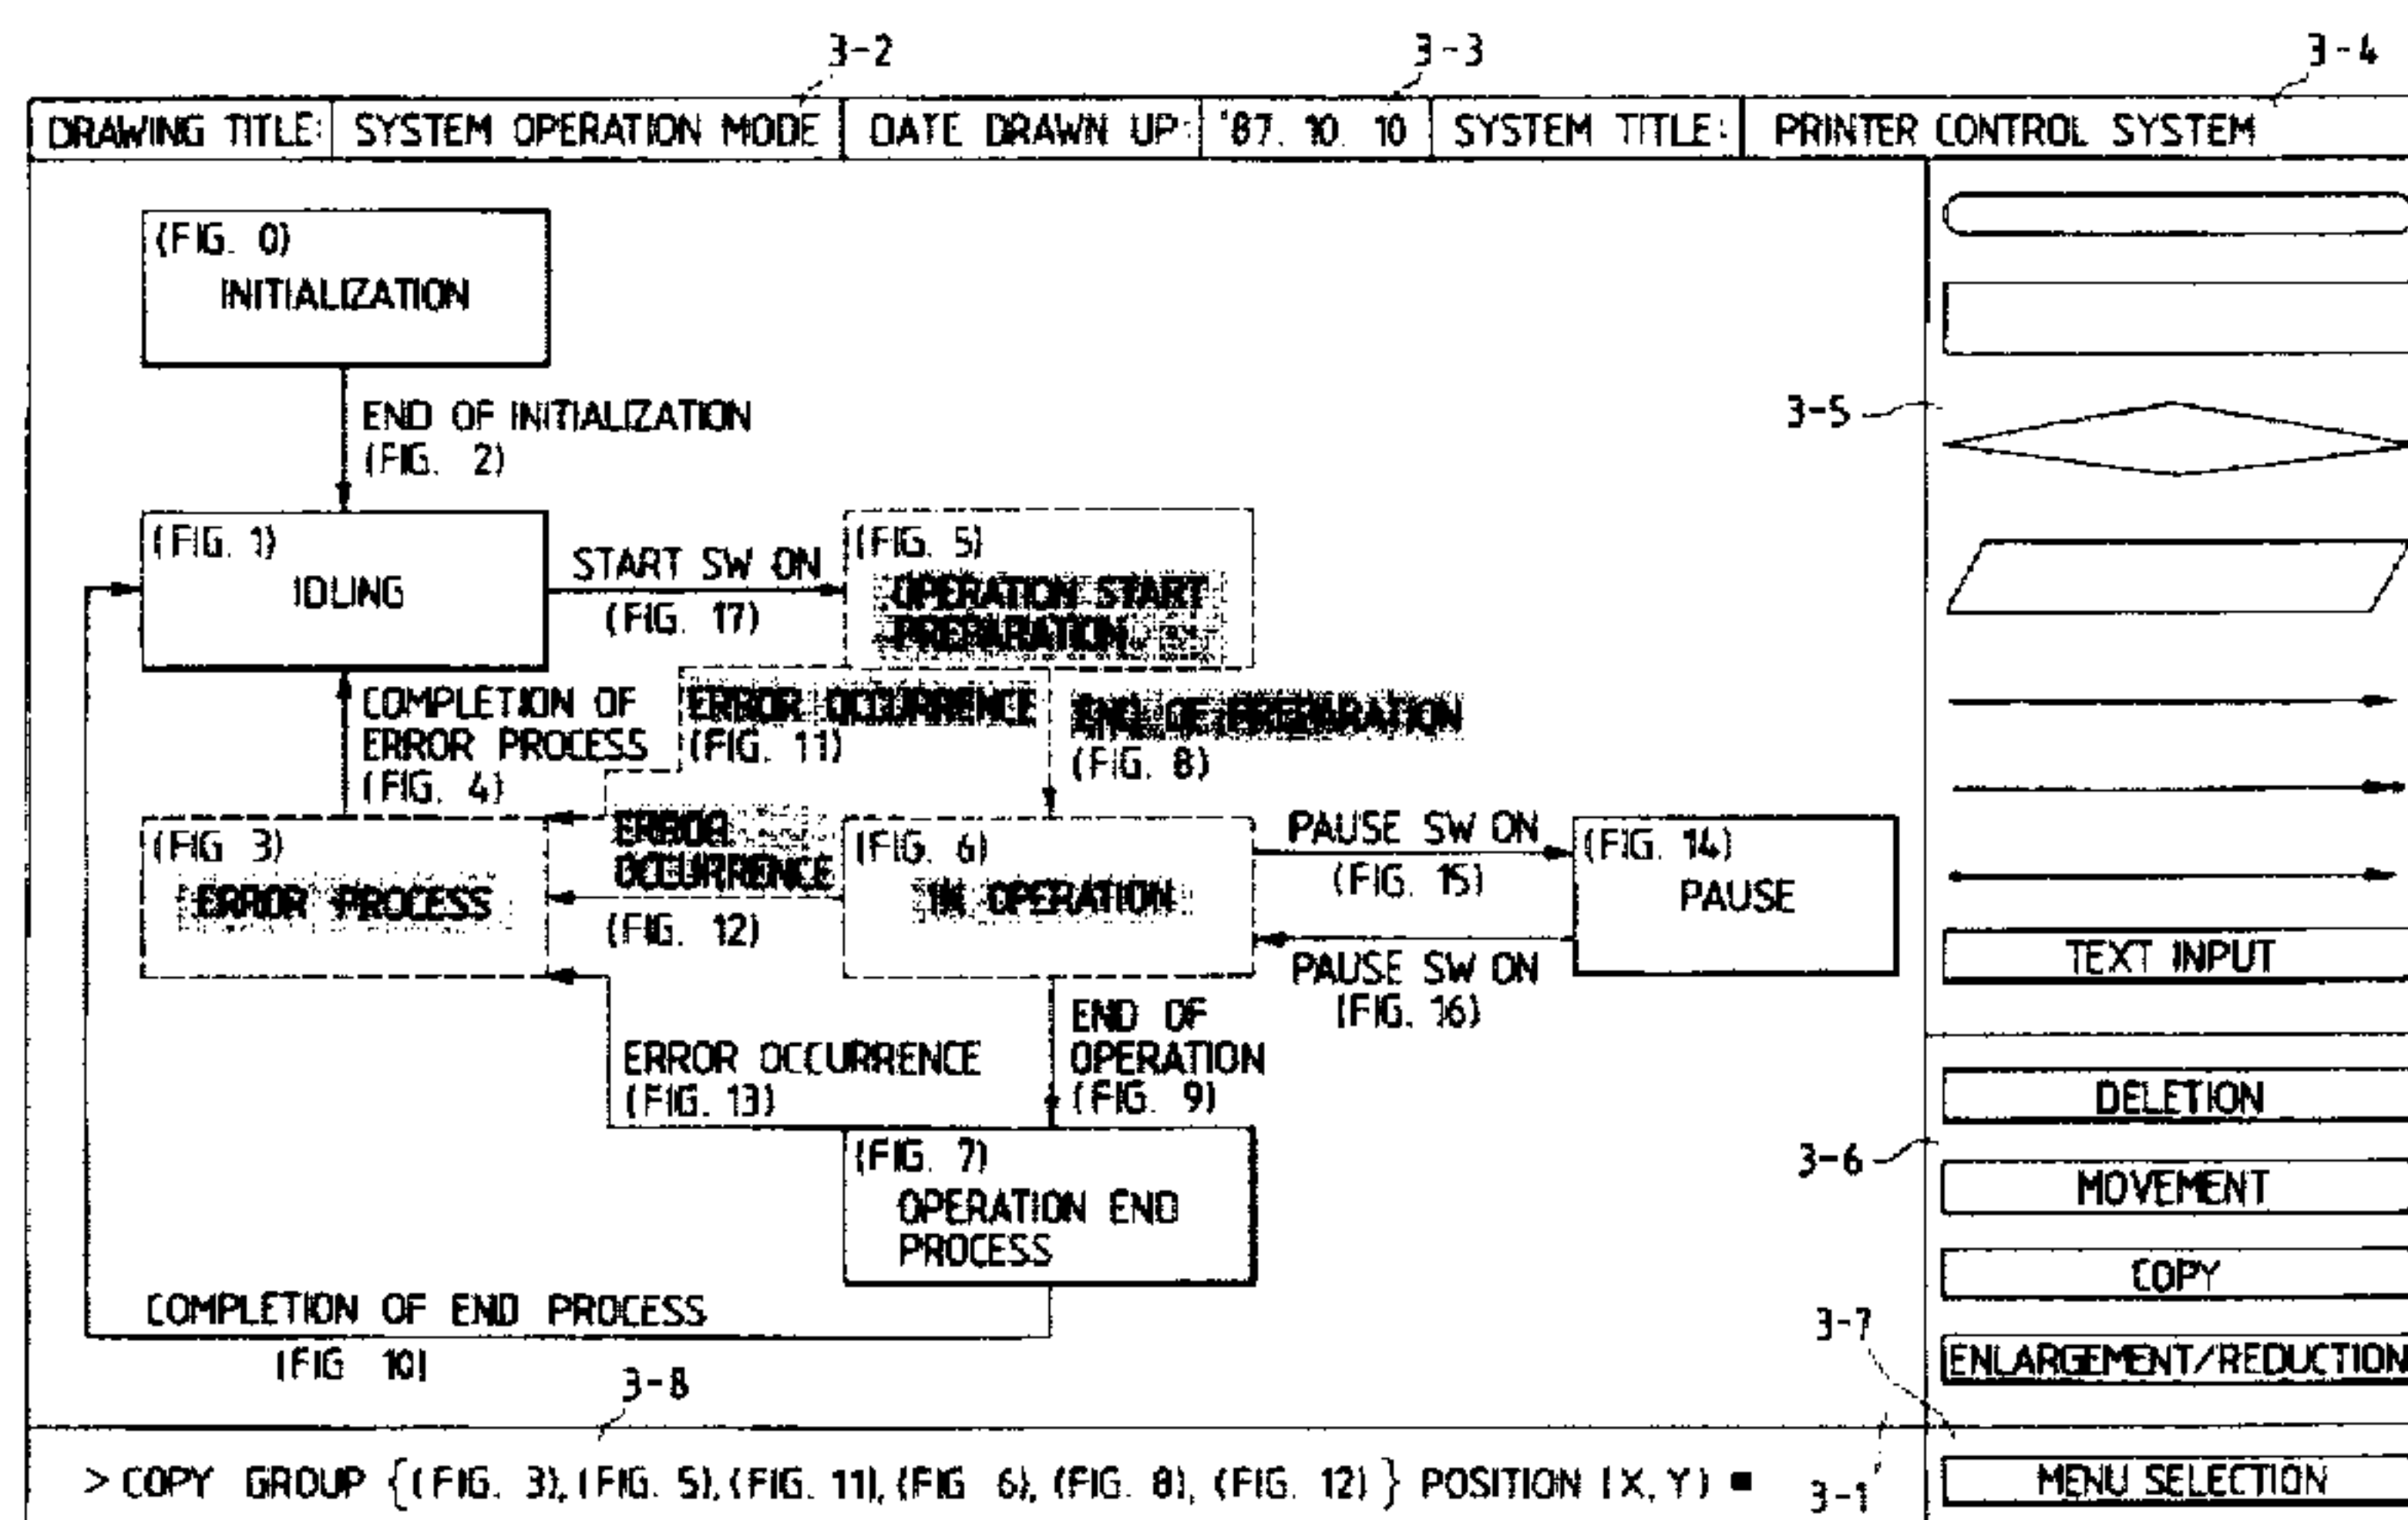 3-2
3-3
3-4
DRAWING TITLE: SYSTEM OPERATION MODE DATE DRAWN UP: '87. 10. 10 SYSTEM TITLE: PRINTER CONTROL SYSTEM
(FIG. 0)
INITIALIZATION
END OF INITIALIZATION
(FIG. 2)
3-5
(FIG. 1)
IDLING
START SW ON
(FIG. 17)
(FIG. 5)
OPERATION START
PREPARATION
COMPLETION OF
ERROR PROCESS
(FIG. 4)
ERROR OCCURRENCE
(FIG. 11)
END OF PREPARATION
(FIG. 8)
(FIG. 3)
ERROR PROCESS
ERROR
OCCURRENCE
(FIG. 12)
(FIG. 6)
IN OPERATION
PAUSE SW ON
(FIG. 15)
(FIG. 14)
PAUSE
PAUSE SW ON
(FIG. 16)
TEXT INPUT
END OF
OPERATION
(FIG. 9)
ERROR OCCURRENCE
(FIG. 13)
DELETION
3-6
(FIG. 7)
OPERATION END
PROCESS
MOVEMENT
COPY
COMPLETION OF END PROCESS
(FIG 10)
3-7
ENLARGEMENT/REDUCTION
3-8
> COPY GROUP {(FIG. 3), (FIG. 5), (FIG. 11), (FIG 6), (FIG. 8), (FIG. 12) } POSITION (X, Y) ■
3-1
MENU SELECTION